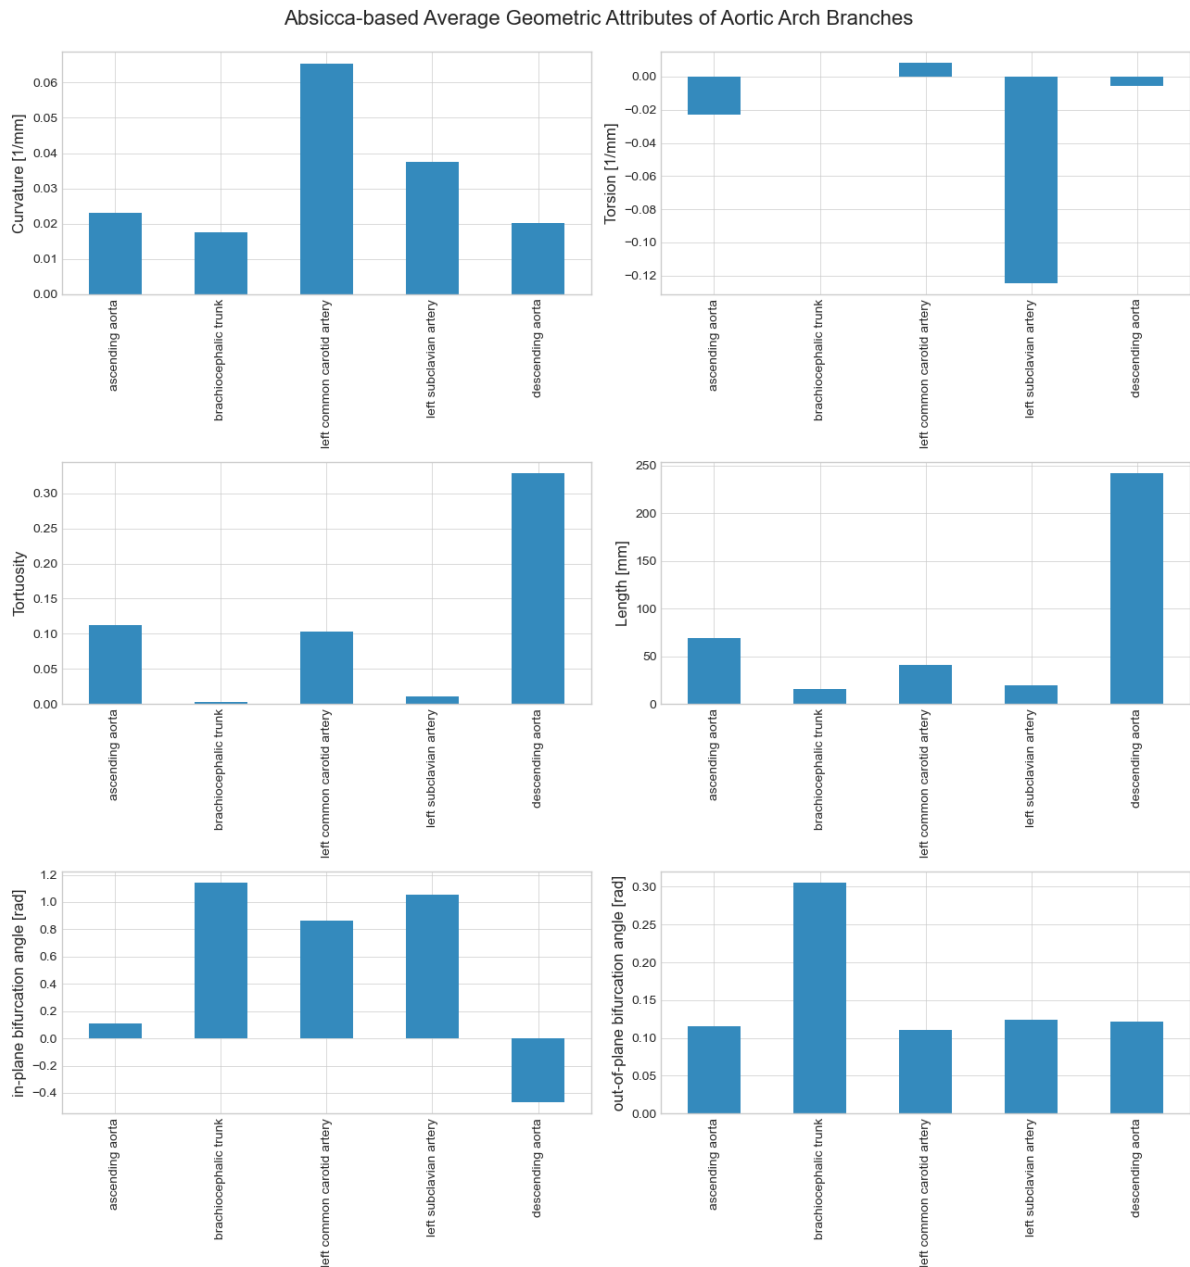 Absicca-based Average Geometric Attributes of Aortic Arch Branches
Curvature [1/mm]
0.06
0.05
0.04
0.03
0.02
0.01
0.00
ascending aorta
brachiocephalic trunk
left common carotid artery
left subclavian artery
descending aorta
Torsion [1/mm]
0.00
−0.02
−0.04
−0.06
−0.08
−0.10
−0.12
ascending aorta
brachiocephalic trunk
left common carotid artery
left subclavian artery
descending aorta
Tortuosity
0.30
0.25
0.20
0.15
0.10
0.05
0.00
ascending aorta
brachiocephalic trunk
left common carotid artery
left subclavian artery
descending aorta
Length [mm]
250
200
150
100
50
0
ascending aorta
brachiocephalic trunk
left common carotid artery
left subclavian artery
descending aorta
in-plane bifurcation angle [rad]
1.2
1.0
0.8
0.6
0.4
0.2
0.0
−0.2
−0.4
ascending aorta
brachiocephalic trunk
left common carotid artery
left subclavian artery
descending aorta
out-of-plane bifurcation angle [rad]
0.30
0.25
0.20
0.15
0.10
0.05
0.00
ascending aorta
brachiocephalic trunk
left common carotid artery
left subclavian artery
descending aorta